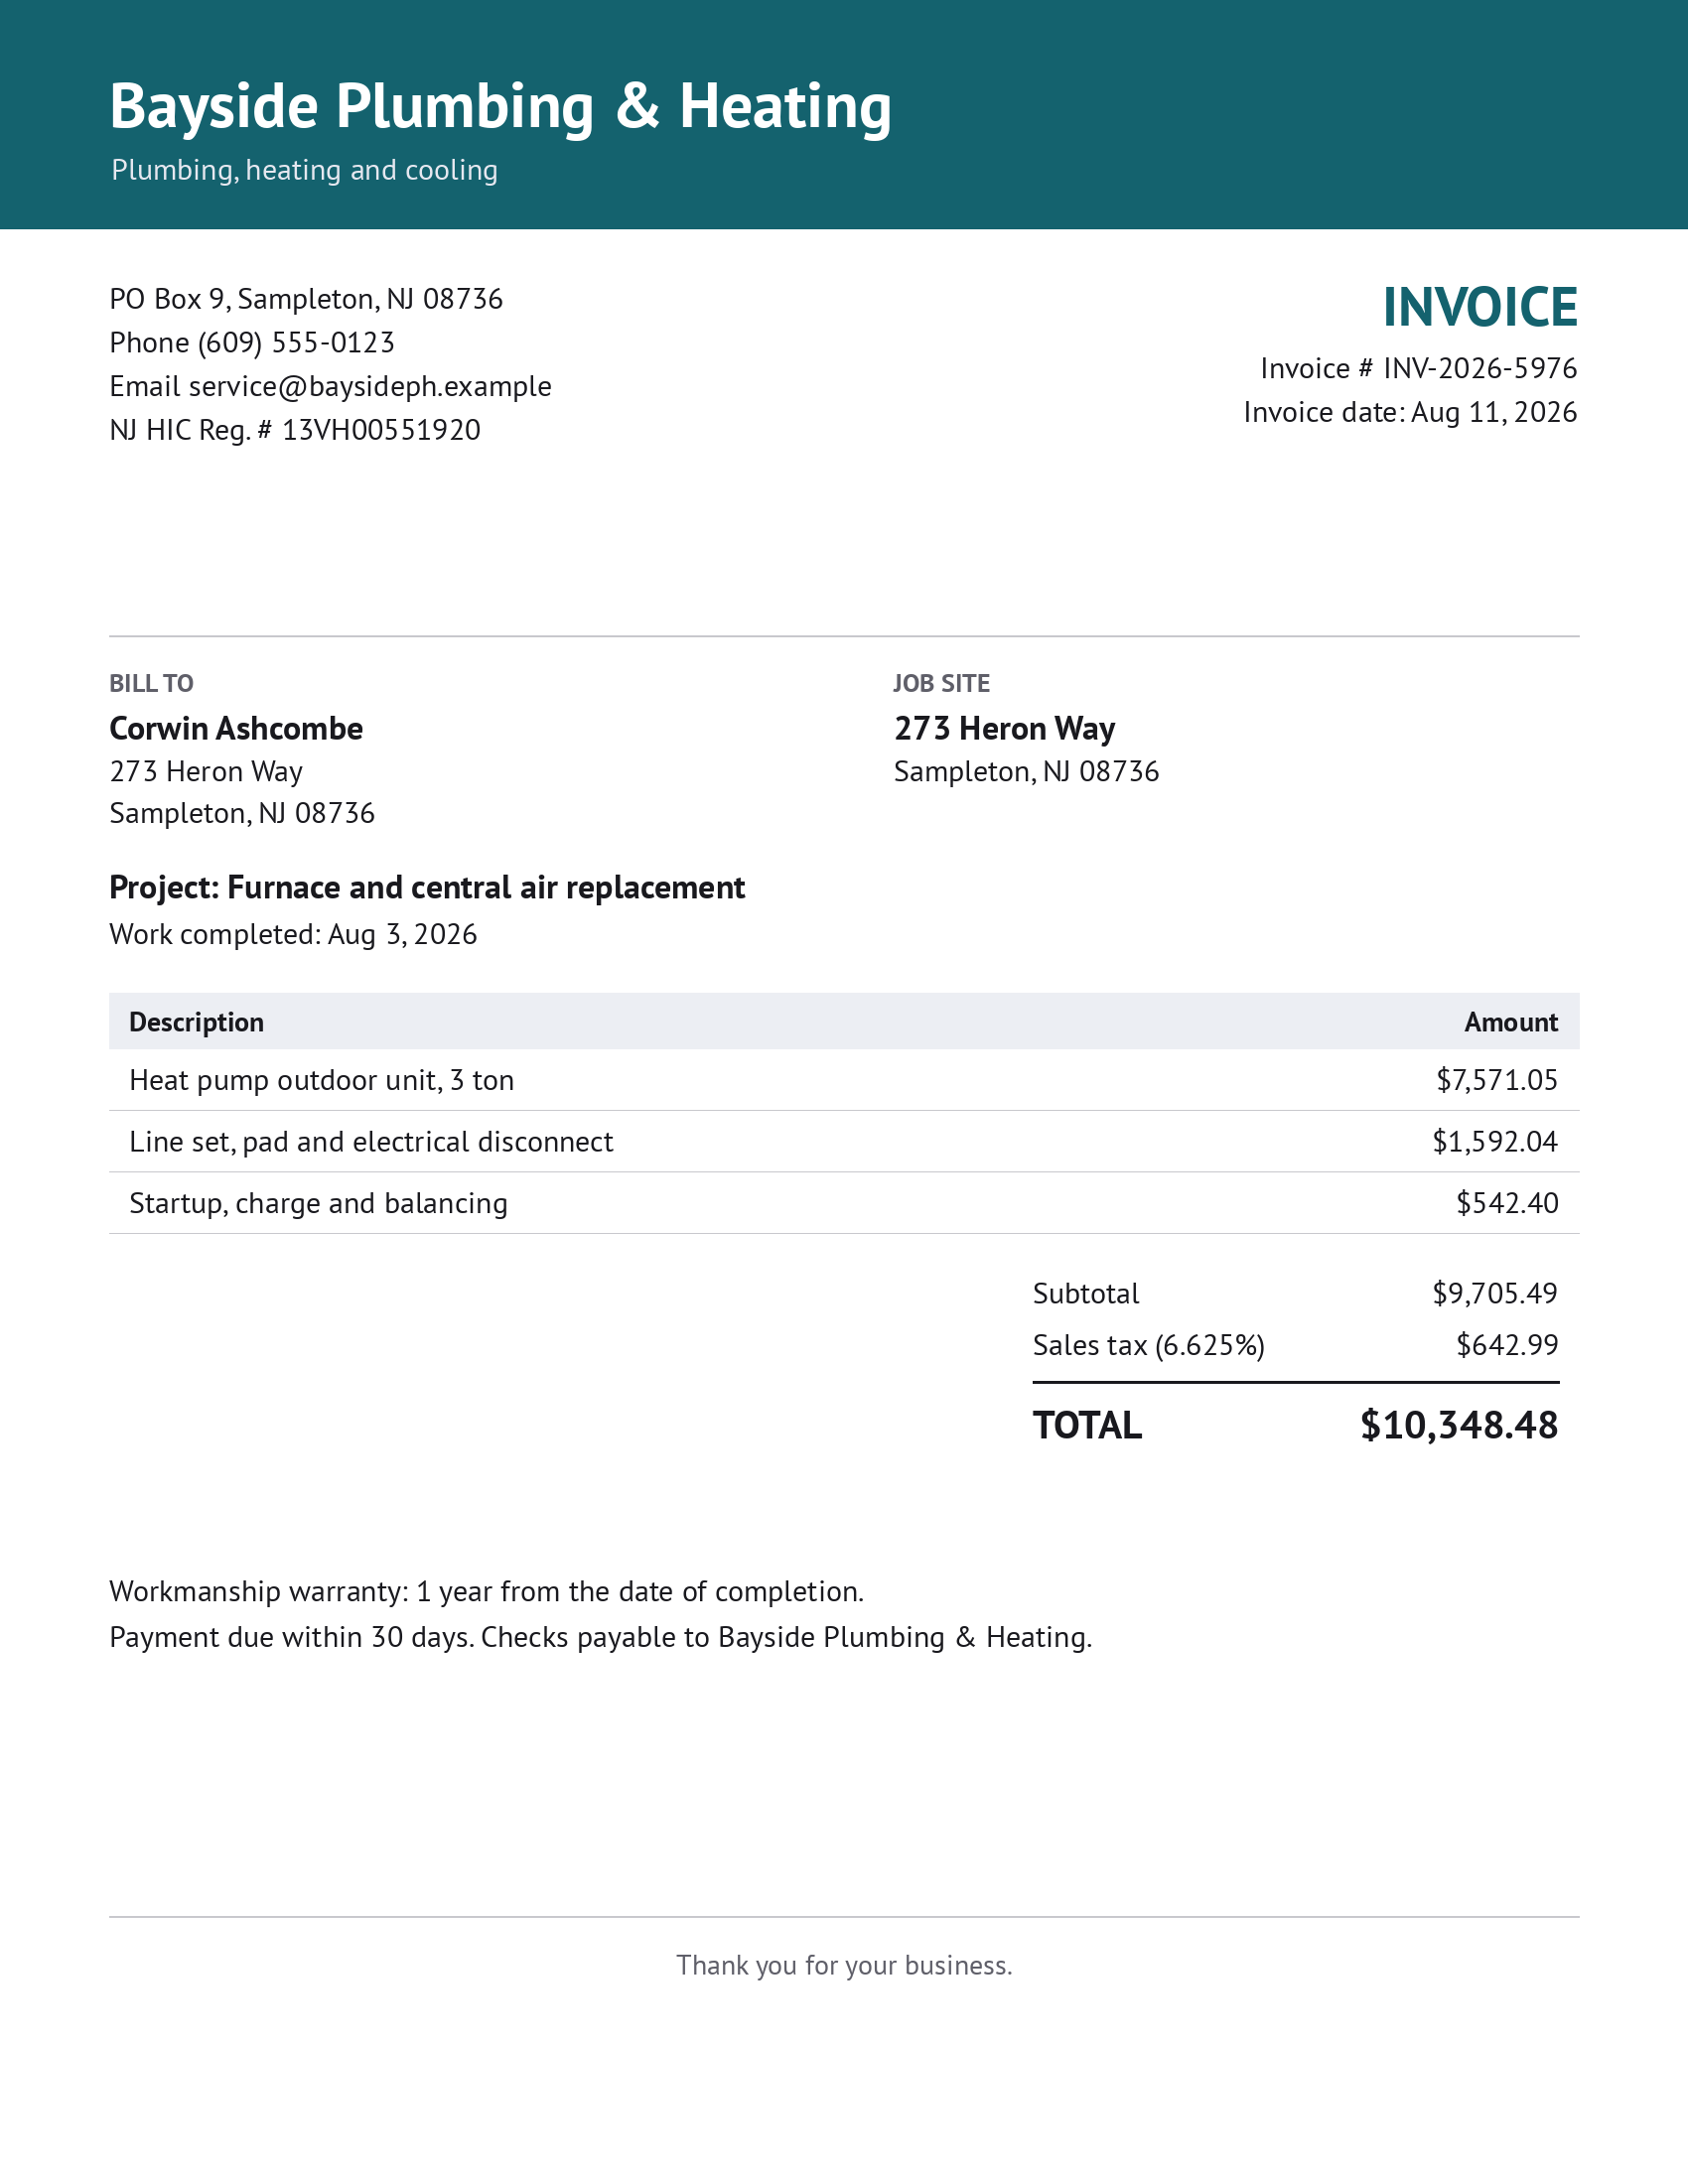 Bayside Plumbing & Heating
Plumbing, heating and cooling
PO Box 9, Sampleton, NJ 08736
Phone (609) 555-0123
Email service@baysideph.example
NJ HIC Reg. # 13VH00551920
INVOICE
Invoice # INV-2026-5976
Invoice date: Aug 11, 2026
BILL TO
Corwin Ashcombe
273 Heron Way
Sampleton, NJ 08736
JOB SITE
273 Heron Way
Sampleton, NJ 08736
Project: Furnace and central air replacement
Work completed: Aug 3, 2026
Description Amount
Heat pump outdoor unit, 3 ton $7,571.05
Line set, pad and electrical disconnect $1,592.04
Startup, charge and balancing $542.40
Subtotal $9,705.49
Sales tax (6.625%) $642.99
TOTAL $10,348.48
Workmanship warranty: 1 year from the date of completion.
Payment due within 30 days. Checks payable to Bayside Plumbing & Heating.
Thank you for your business.